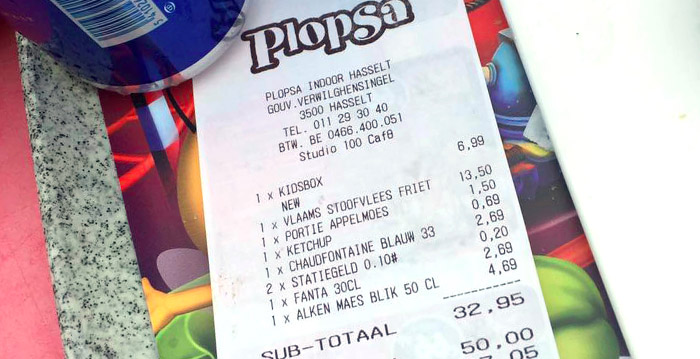 Plopsa
PLOPSA INDOOR HASSELT
GOUV.VERWILGHENSINGEL
3500 HASSELT
TEL. 011 29 30 40
BTW. BE 0466.400.051
Studio 100 Caf8
1 x KIDSBOX 6,99
NEW
1 x VLAAMS STOOFVLEES FRIET 13,50
1 x PORTIE APPELMOES 1,50
1 x KETCHUP 0,69
1 x CHAUDFONTAINE BLAUW 33 2,69
2 x STATIEGELD 0.10# 0,20
1 x FANTA 30CL 2,69
1 x ALKEN MAES BLIK 50 CL 4,69
SUB-TOTAAL 32,95
50,00